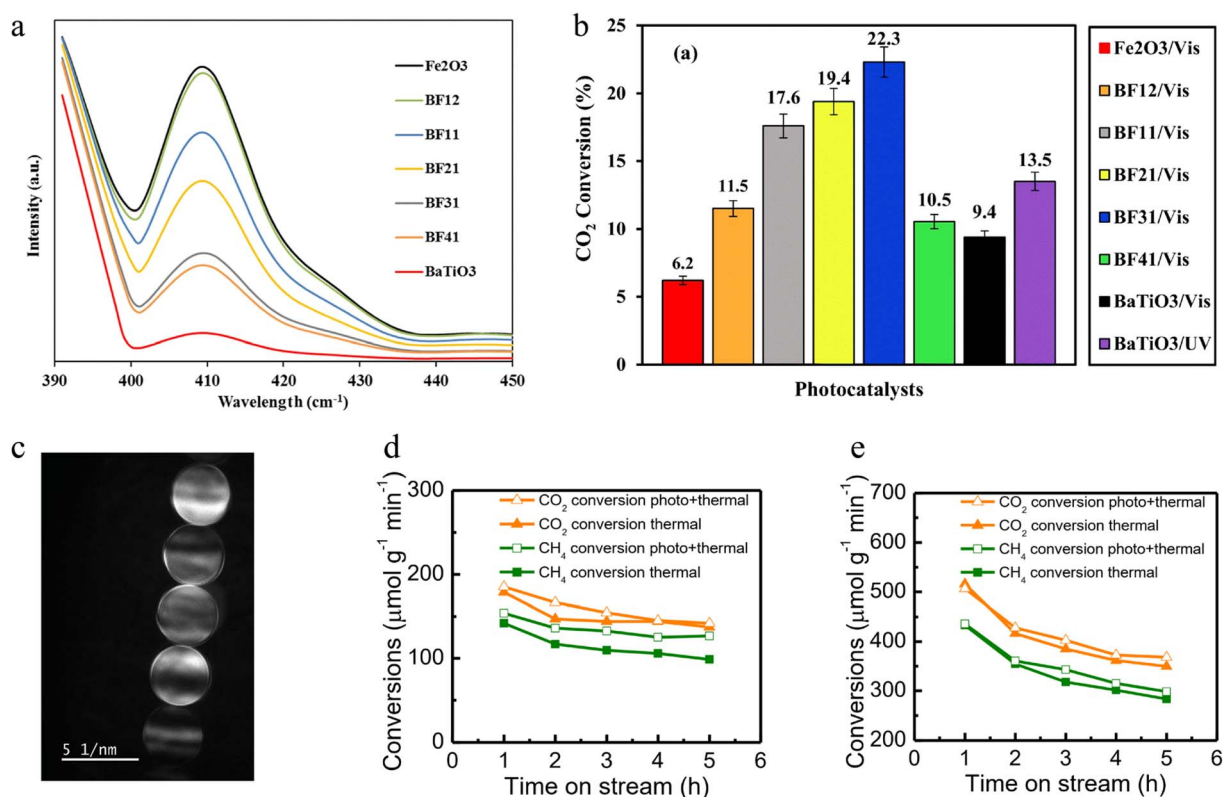 a
Intensity (a.u.)
Fe2O3
BF12
BF11
BF21
BF31
BF41
BaTiO3
390 400 410 420 430 440 450
Wavelength (cm⁻¹)
b
(a)
CO₂ Conversion (%)
25
20
15
10
5
0
6.2
11.5
17.6
19.4
22.3
10.5
9.4
13.5
Photocatalysts
Fe2O3/Vis
BF12/Vis
BF11/Vis
BF21/Vis
BF31/Vis
BF41/Vis
BaTiO3/Vis
BaTiO3/UV
c
5 1/nm
d
Conversions (μmol g⁻¹ min⁻¹)
300
200
100
0
CO₂ conversion photo+thermal
CO₂ conversion thermal
CH₄ conversion photo+thermal
CH₄ conversion thermal
0 1 2 3 4 5 6
Time on stream (h)
e
Conversions (μmol g⁻¹ min⁻¹)
700
600
500
400
300
200
CO₂ conversion photo+thermal
CO₂ conversion thermal
CH₄ conversion photo+thermal
CH₄ conversion thermal
0 1 2 3 4 5 6
Time on stream (h)